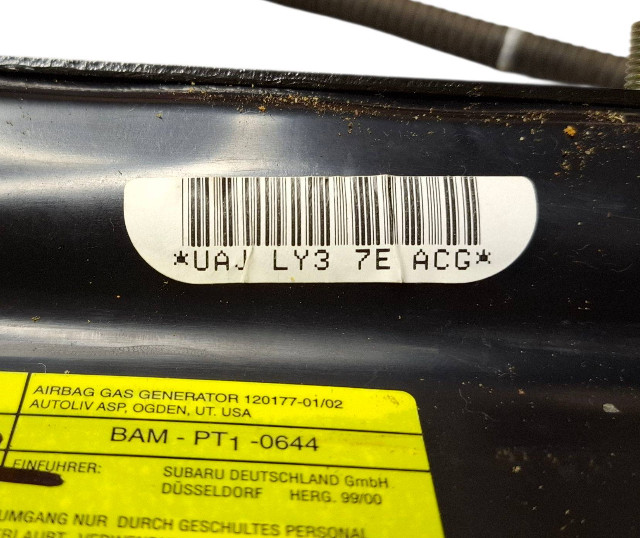 *UAJ LY3 7E ACG*
AIRBAG GAS GENERATOR 120177-01/02
AUTOLIV ASP, OGDEN, UT. USA
BAM - PT1 -0644
EINFUHRER: SUBARU DEUTSCHLAND GmbH
DÜSSELDORF HERG. 99/00
UMGANG NUR DURCH GESCHULTES PERSONAL